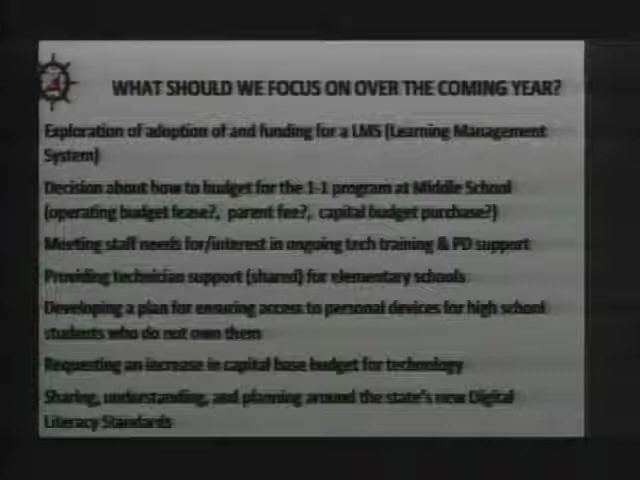 WHAT SHOULD WE FOCUS ON OVER THE COMING YEAR?
Exploration of adoption of and funding for a LMS (Learning Management
System)
Decision about how to budget for the 1-1 program at Middle School
(operating budget lease?, parent fee?, capital budget purchase?)
Meeting staff needs for/interest in ongoing tech training & PD support
Providing technician support (shared) for elementary schools
Developing a plan for ensuring access to personal devices for high school
students who do not own them
Requesting an increase in capital base budget for technology
Sharing, understanding, and planning around the state's new Digital
Literacy Standards